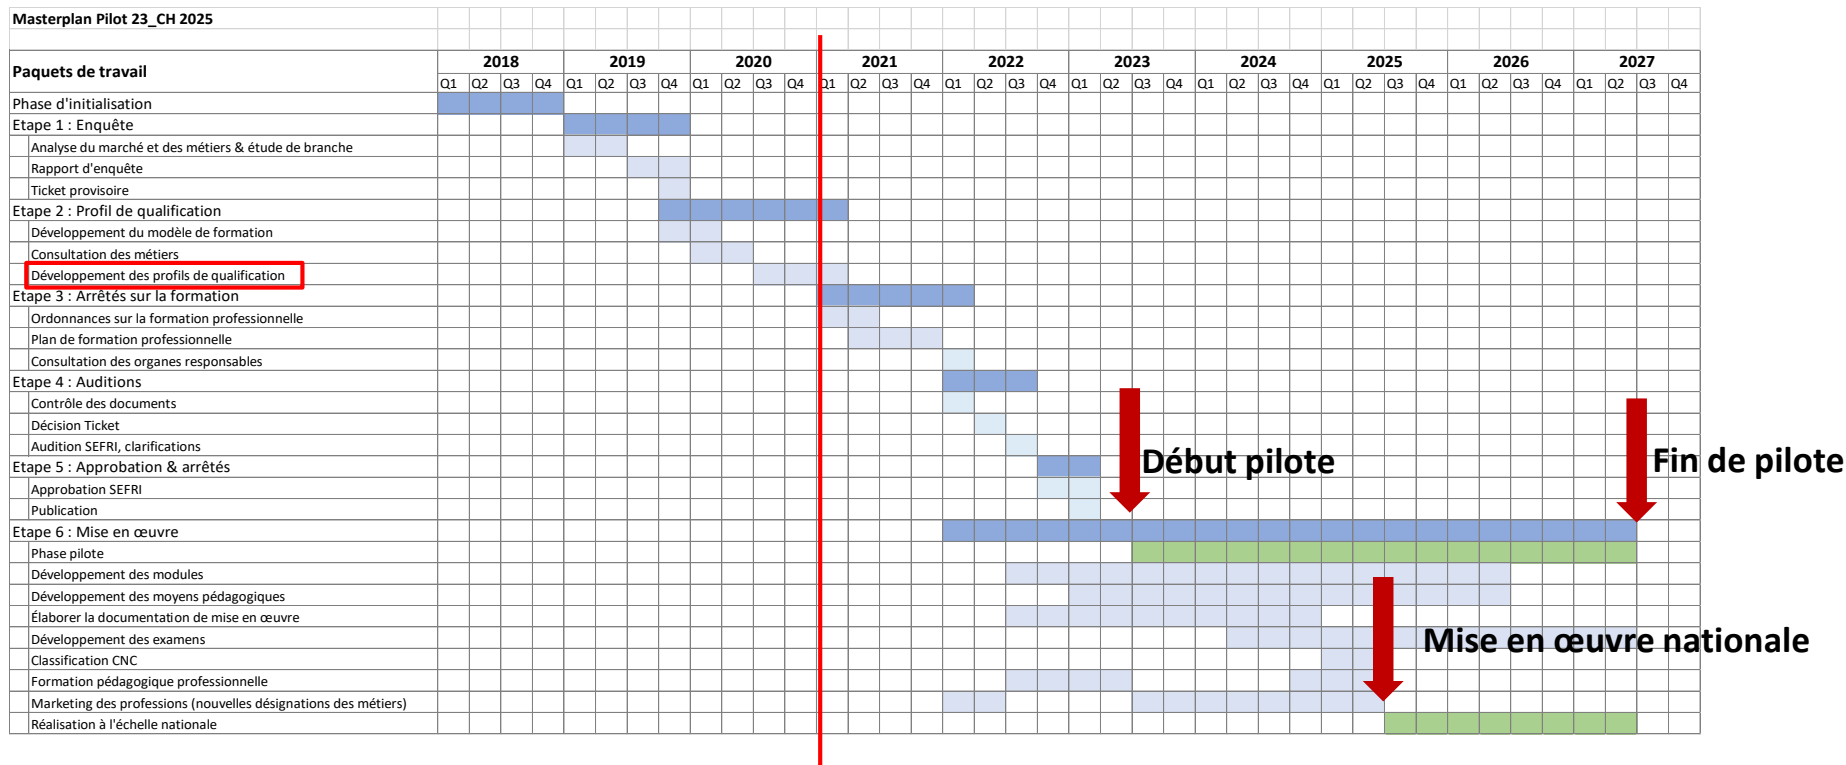 Masterplan Pilot 23_CH 2025
Paquets de travail 2018 2019 2020 2021 2022 2023 2024 2025 2026 2027
Q1 Q2 Q3 Q4 Q1 Q2 Q3 Q4 Q1 Q2 Q3 Q4 Q1 Q2 Q3 Q4 Q1 Q2 Q3 Q4 Q1 Q2 Q3 Q4 Q1 Q2 Q3 Q4 Q1 Q2 Q3 Q4 Q1 Q2 Q3 Q4 Q1 Q2 Q3 Q4
Phase d'initialisation
Etape 1 : Enquête
Analyse du marché et des métiers & étude de branche
Rapport d'enquête
Ticket provisoire
Etape 2 : Profil de qualification
Développement du modèle de formation
Consultation des métiers
Développement des profils de qualification
Etape 3 : Arrêtés sur la formation
Ordonnances sur la formation professionnelle
Plan de formation professionnelle
Consultation des organes responsables
Etape 4 : Auditions
Contrôle des documents
Décision Ticket
Audition SEFRI, clarifications
Etape 5 : Approbation & arrêtés
Début pilote
Fin de pilote
Approbation SEFRI
Publication
Etape 6 : Mise en œuvre
Phase pilote
Développement des modules
Développement des moyens pédagogiques
Élaborer la documentation de mise en œuvre
Développement des examens
Mise en œuvre nationale
Classification CNC
Formation pédagogique professionnelle
Marketing des professions (nouvelles désignations des métiers)
Réalisation à l'échelle nationale